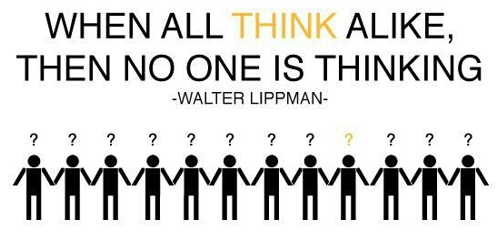 WHEN ALL THINK ALIKE,
THEN NO ONE IS THINKING
-WALTER LIPPMAN-
? ? ? ? ? ? ? ? ? ? ? ?